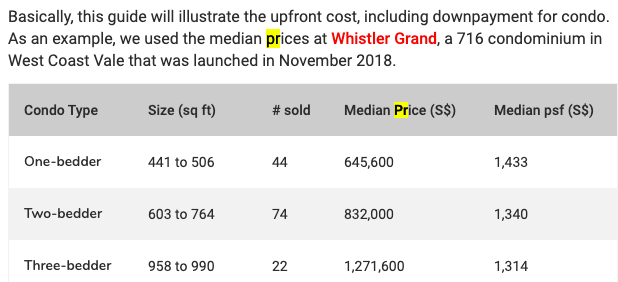 Basically, this guide will illustrate the upfront cost, including downpayment for condo.
As an example, we used the median prices at Whistler Grand, a 716 condominium in
West Coast Vale that was launched in November 2018.
Condo Type Size (sq ft) # sold Median Price (S$) Median psf (S$)
One-bedder 441 to 506 44 645,600 1,433
Two-bedder 603 to 764 74 832,000 1,340
Three-bedder 958 to 990 22 1,271,600 1,314